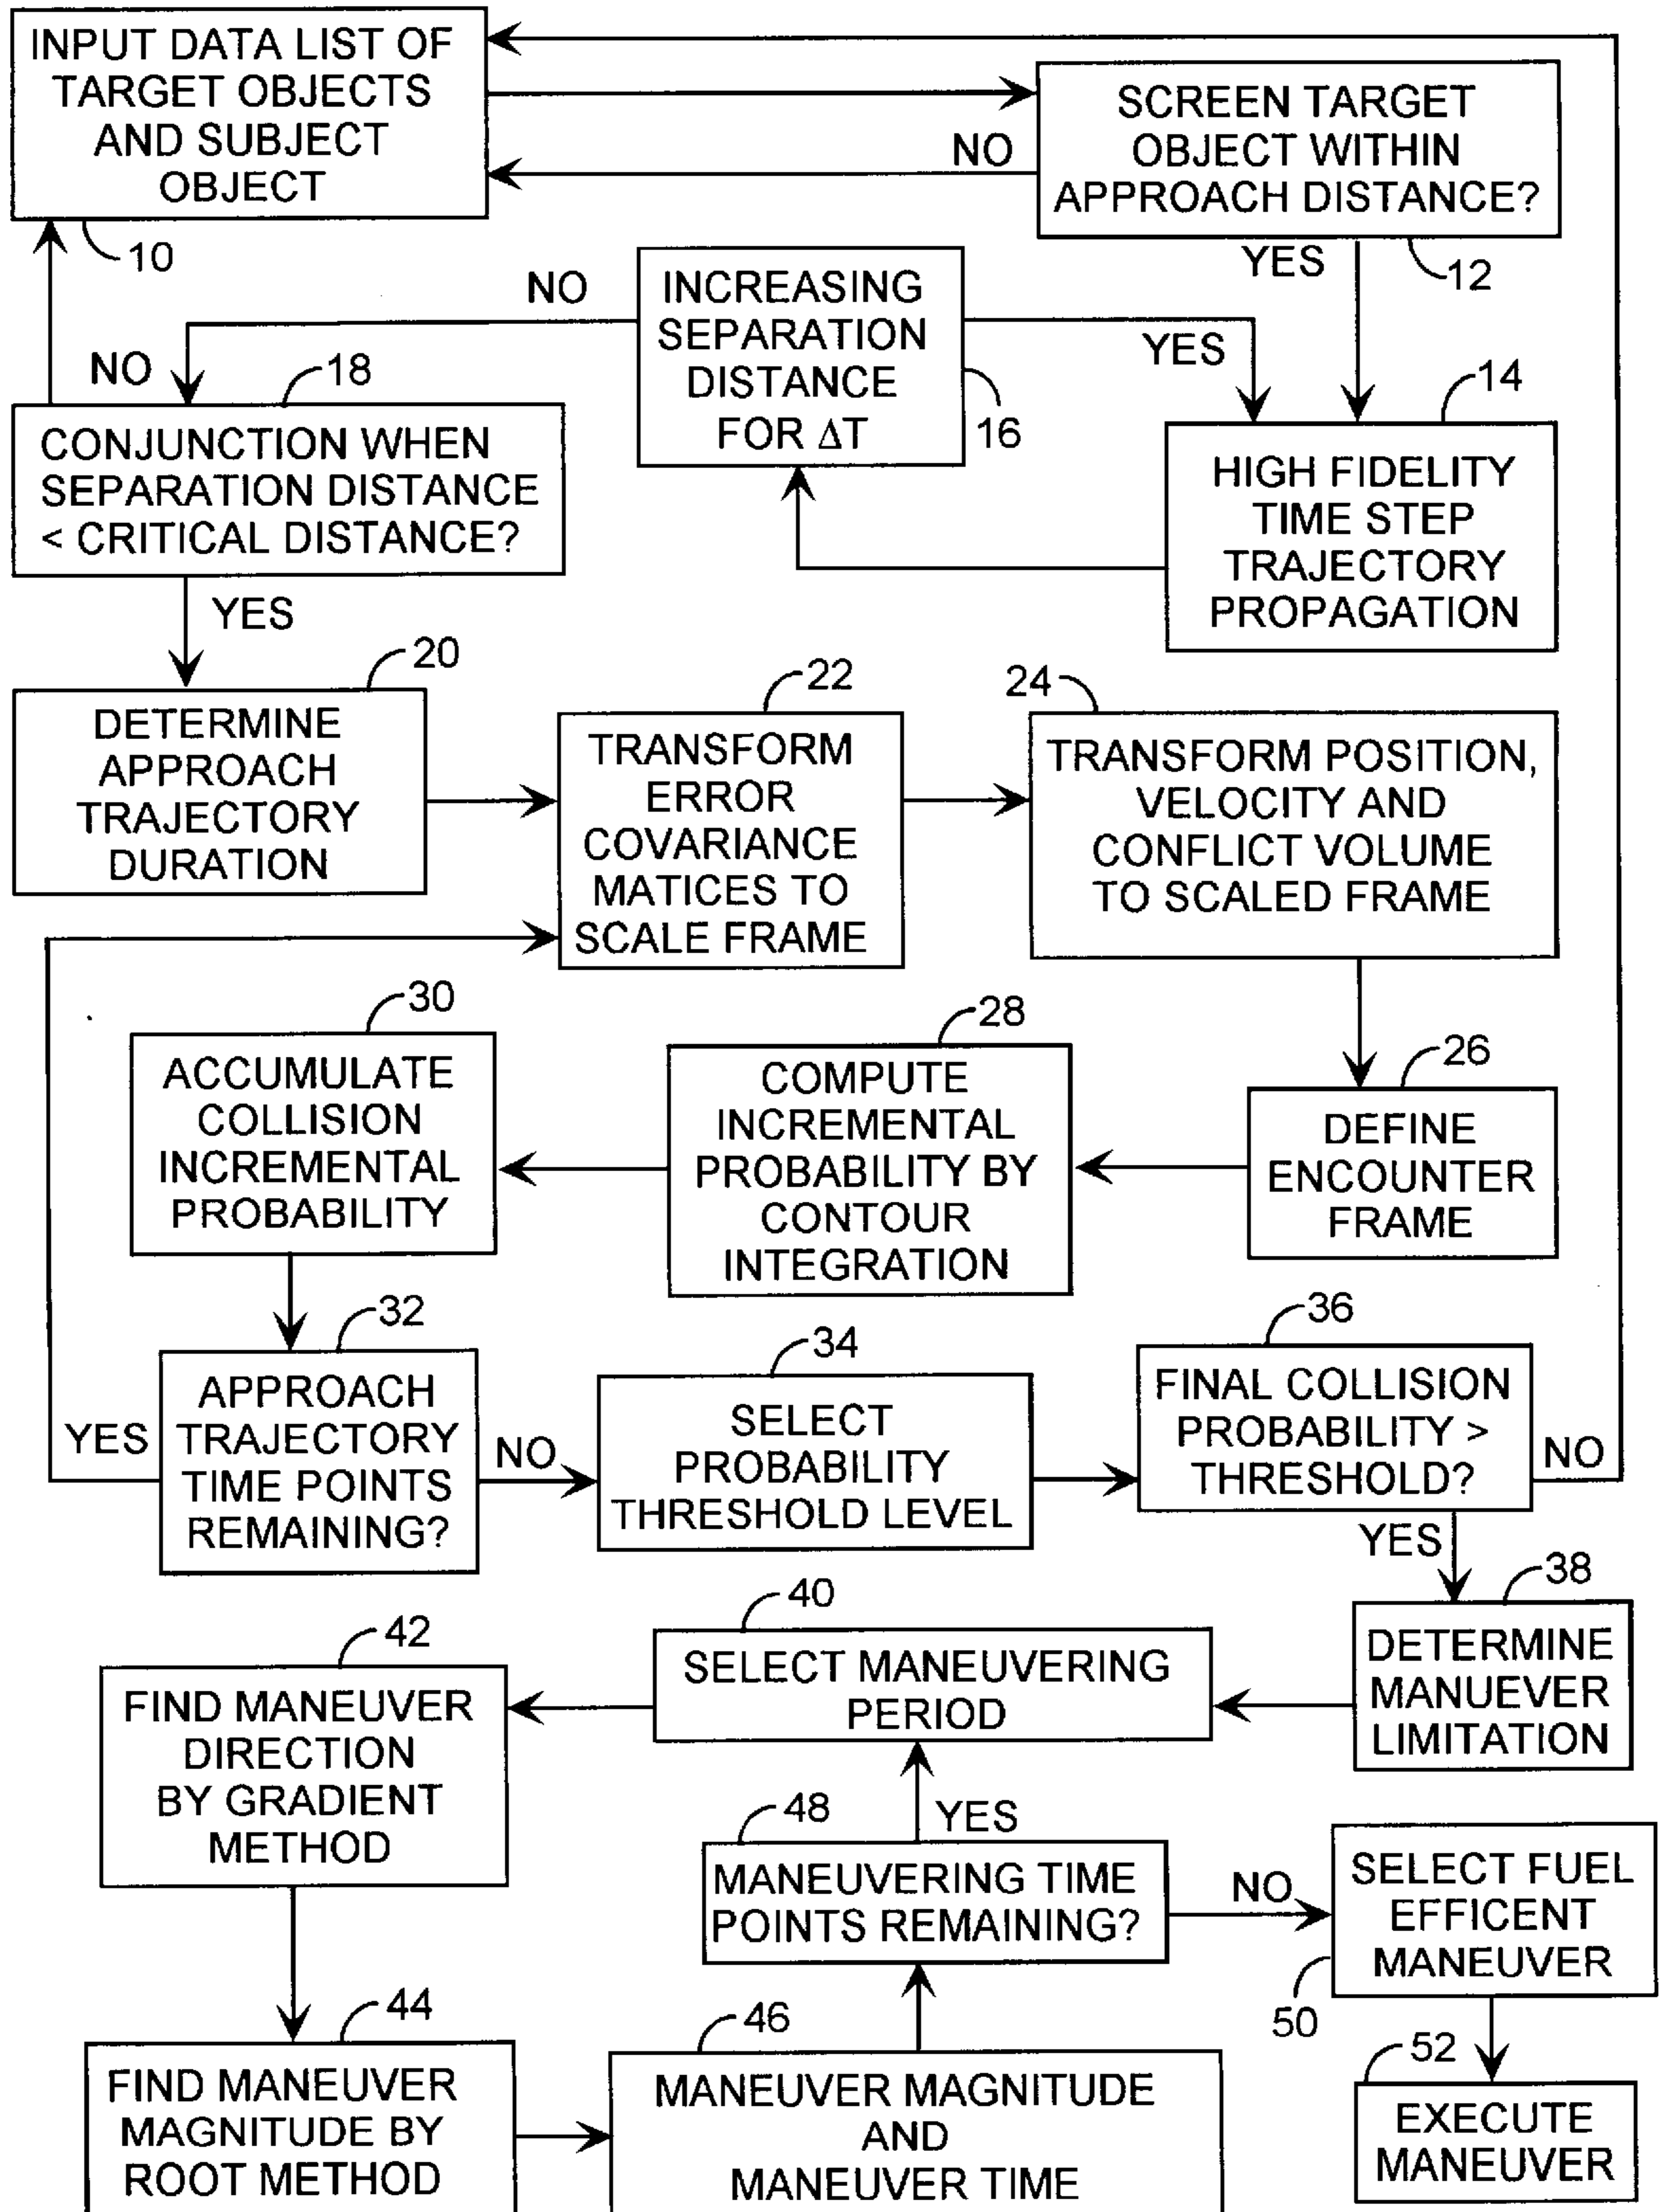 INPUT DATA LIST OF
TARGET OBJECTS
AND SUBJECT
OBJECT
10
SCREEN TARGET
OBJECT WITHIN
APPROACH DISTANCE?
NO
12
YES
INCREASING
SEPARATION
DISTANCE
FOR ΔT
16
NO
YES
14
HIGH FIDELITY
TIME STEP
TRAJECTORY
PROPAGATION
NO
18
CONJUNCTION WHEN
SEPARATION DISTANCE
< CRITICAL DISTANCE?
YES
20
DETERMINE
APPROACH
TRAJECTORY
DURATION
22
TRANSFORM
ERROR
COVARIANCE
MATICES TO
SCALE FRAME
24
TRANSFORM POSITION,
VELOCITY AND
CONFLICT VOLUME
TO SCALED FRAME
26
DEFINE
ENCOUNTER
FRAME
28
COMPUTE
INCREMENTAL
PROBABILITY BY
CONTOUR
INTEGRATION
30
ACCUMULATE
COLLISION
INCREMENTAL
PROBABILITY
32
APPROACH
TRAJECTORY
TIME POINTS
REMAINING?
YES
NO
34
SELECT
PROBABILITY
THRESHOLD LEVEL
36
FINAL COLLISION
PROBABILITY >
THRESHOLD?
NO
YES
38
DETERMINE
MANUEVER
LIMITATION
40
SELECT MANEUVERING
PERIOD
42
FIND MANEUVER
DIRECTION
BY GRADIENT
METHOD
44
FIND MANEUVER
MAGNITUDE BY
ROOT METHOD
46
MANEUVER MAGNITUDE
AND
MANEUVER TIME
48
YES
MANEUVERING TIME
POINTS REMAINING?
NO
SELECT FUEL
EFFICENT
MANEUVER
50
52
EXECUTE
MANEUVER